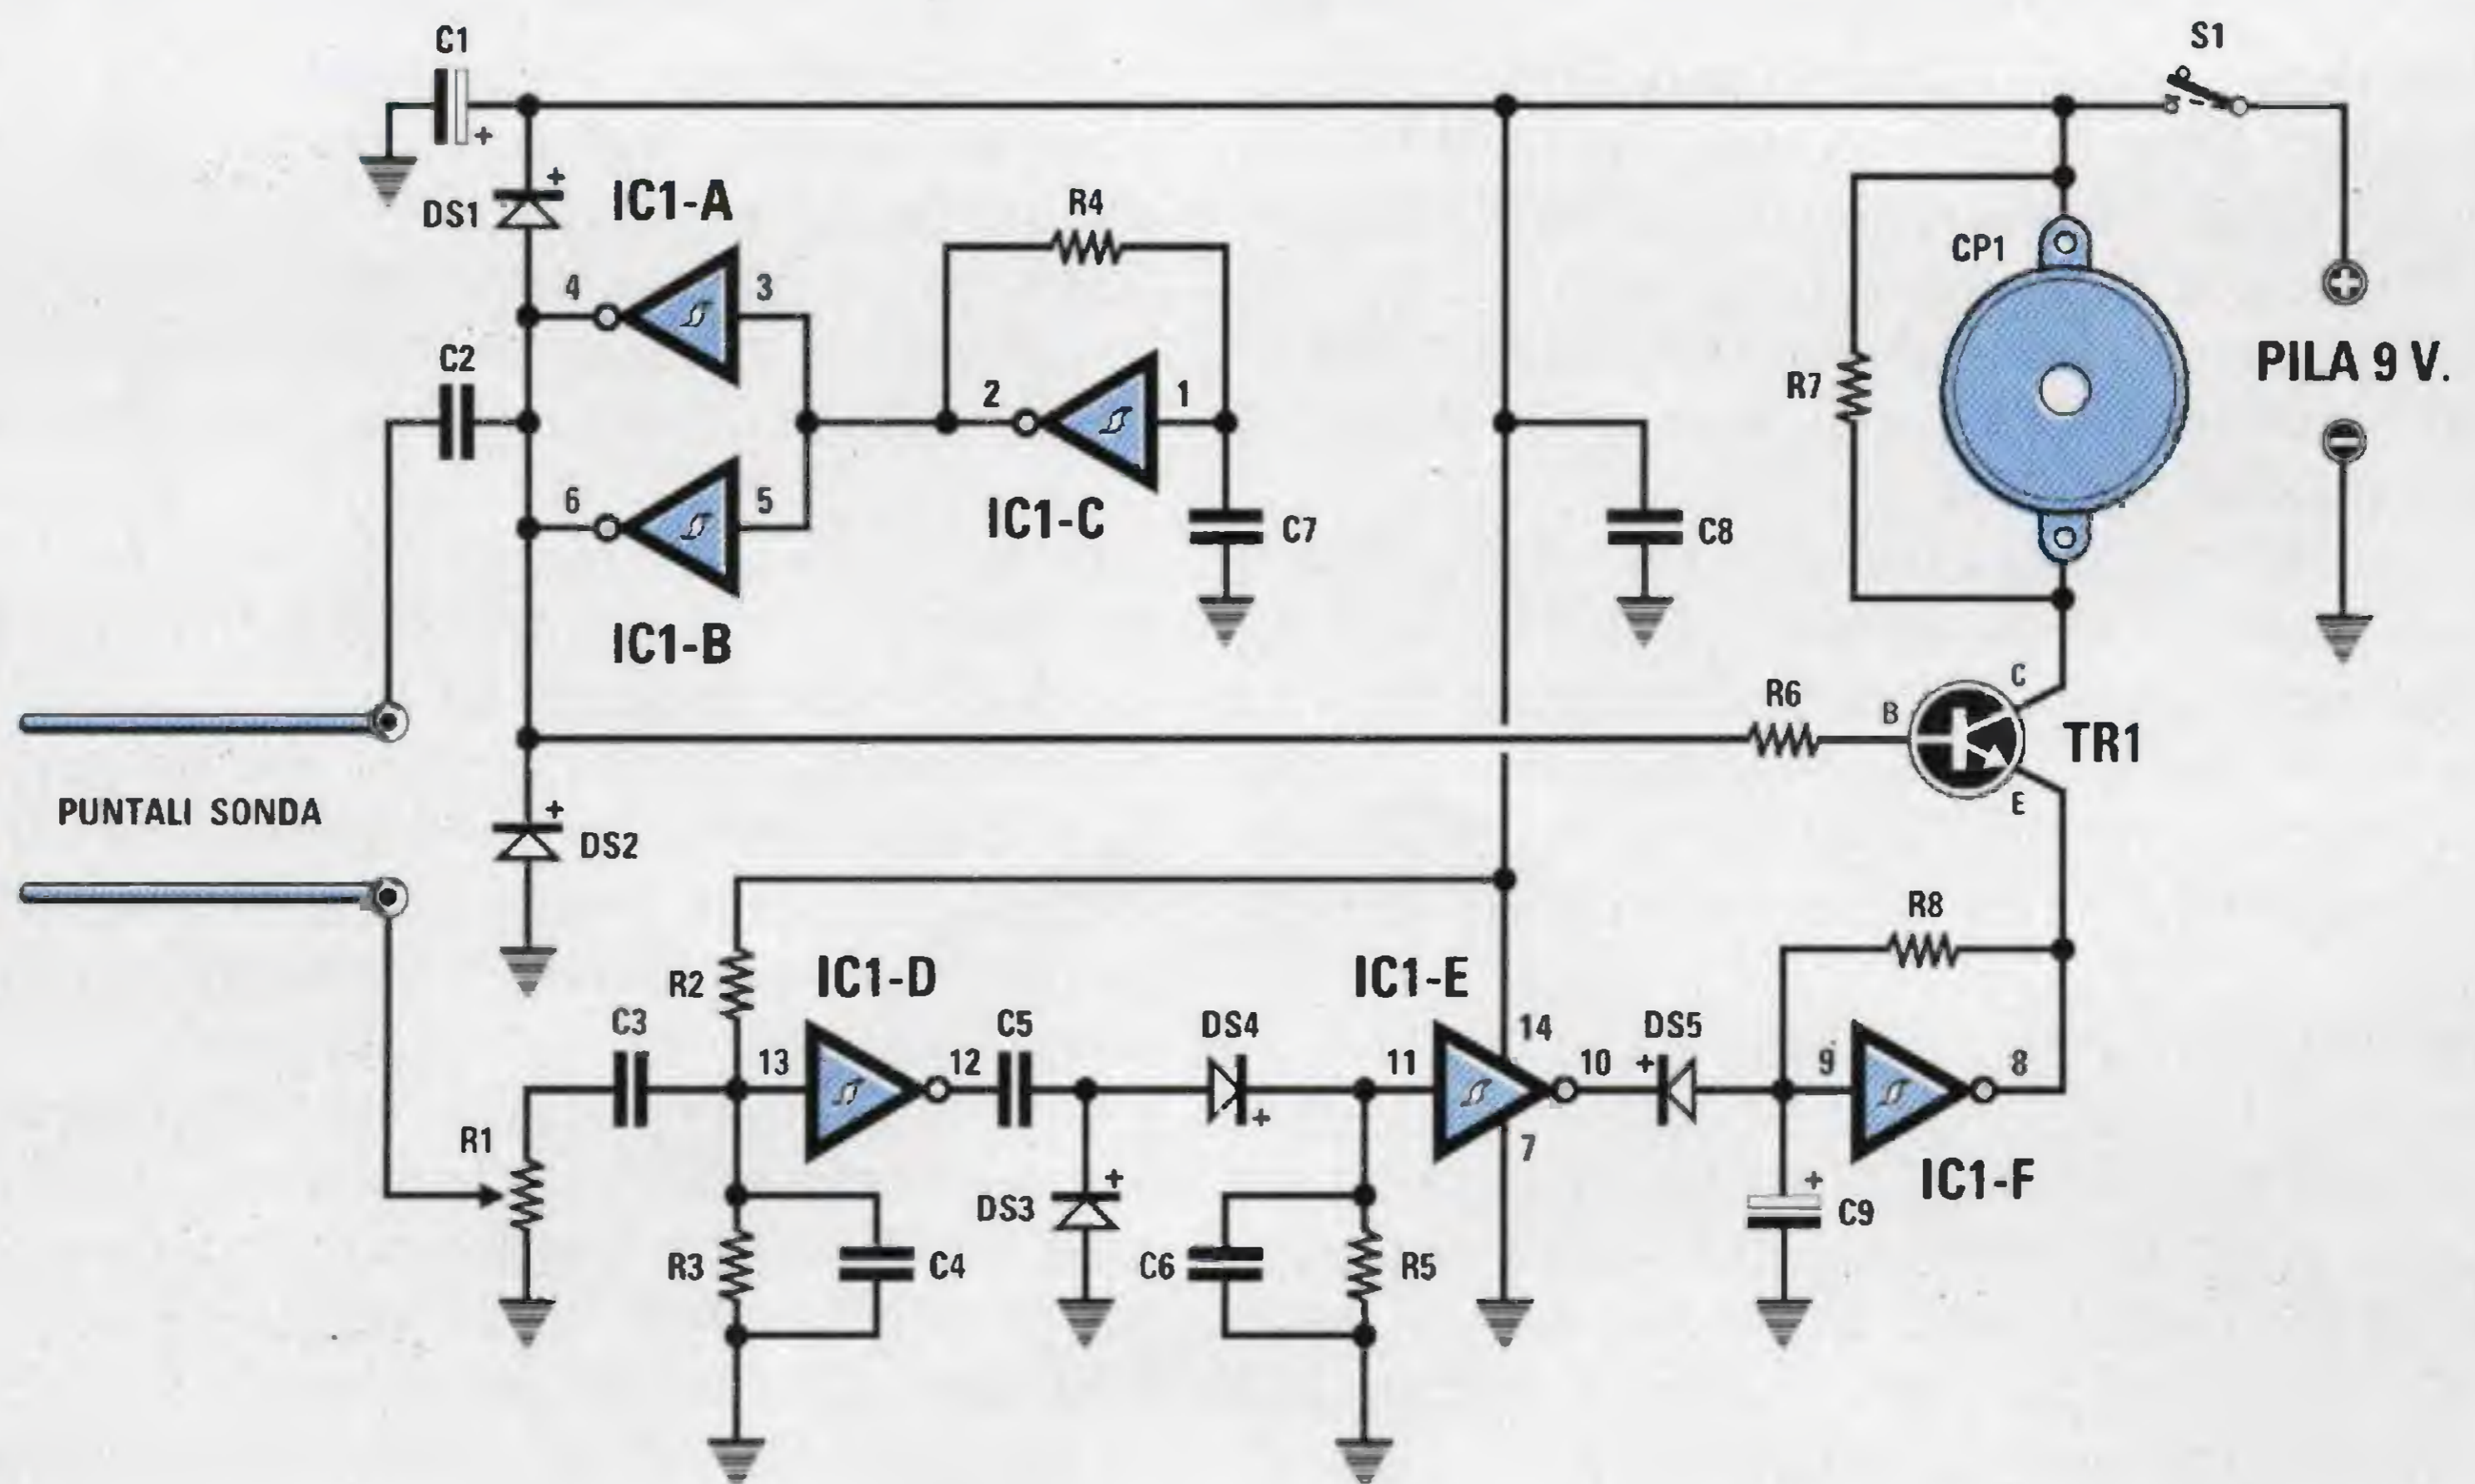 C1
S1
+
+
DS1
IC1-A
R4
CP1
4
3
C2
R7
PILA 9 V.
2
1
6
5
IC1-C
C7
C8
IC1-B
C
R6
B
TR1
E
PUNTALI SONDA
+
DS2
R8
R2
IC1-D
IC1-E
C3
C5
DS4
14
DS5
13
12
11
10
+
9
8
+
R1
7
IC1-F
+
+
DS3
C9
R3
C4
C6
R5